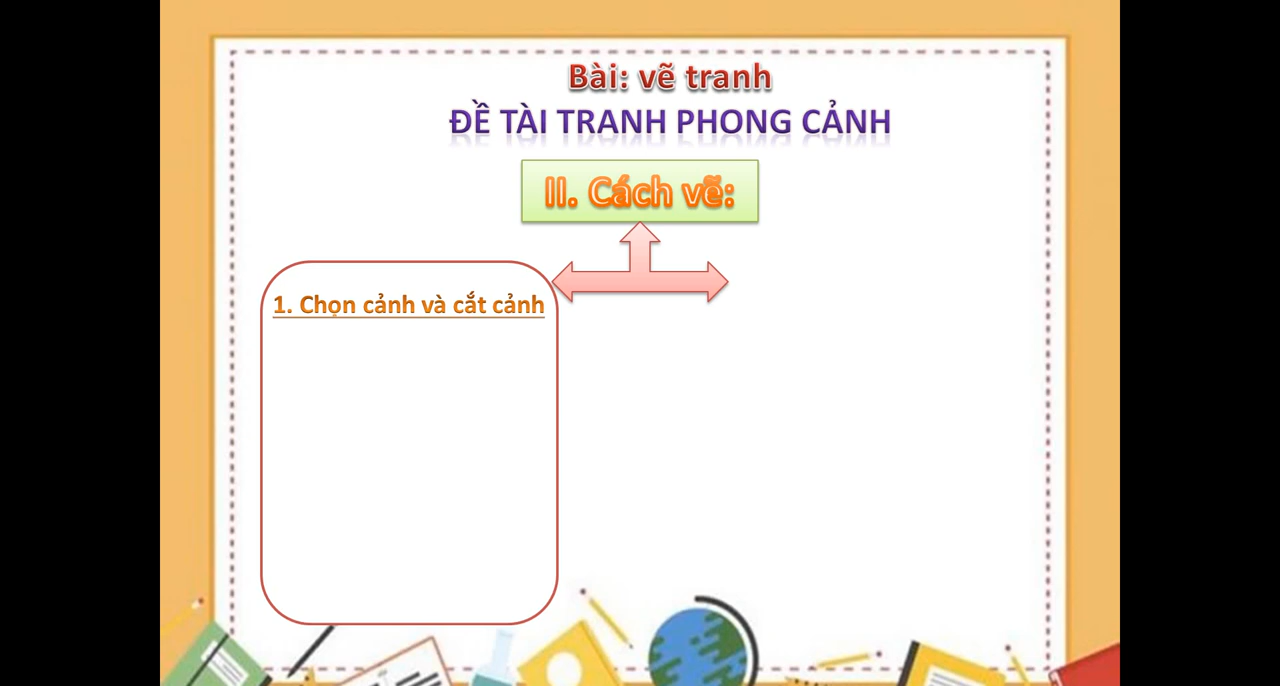 Bài: vẽ tranh
ĐỀ TÀI TRANH PHONG CẢNH
II. Cách vẽ:
1. Chọn cảnh và cắt cảnh